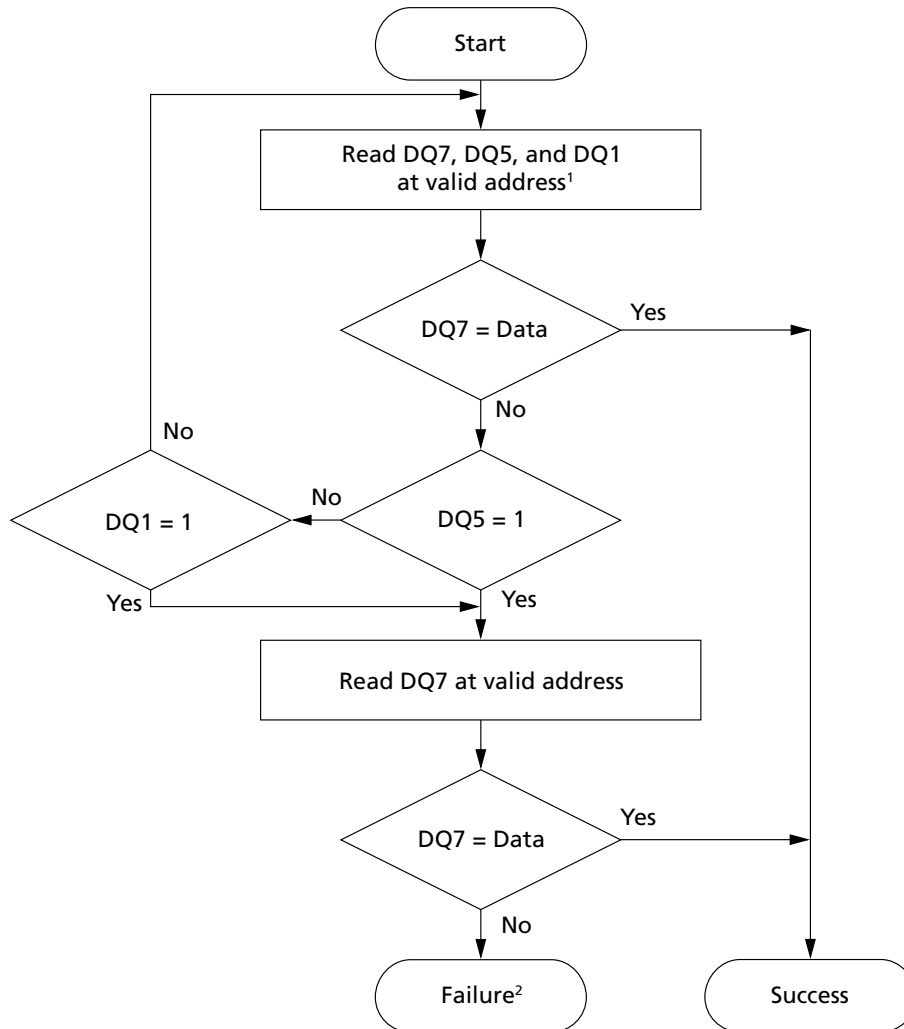 Start
Read DQ7, DQ5, and DQ1
at valid address¹
DQ7 = Data
Yes
No
DQ5 = 1
No
DQ1 = 1
No
Yes
Yes
Read DQ7 at valid address
DQ7 = Data
Yes
No
Failure²
Success